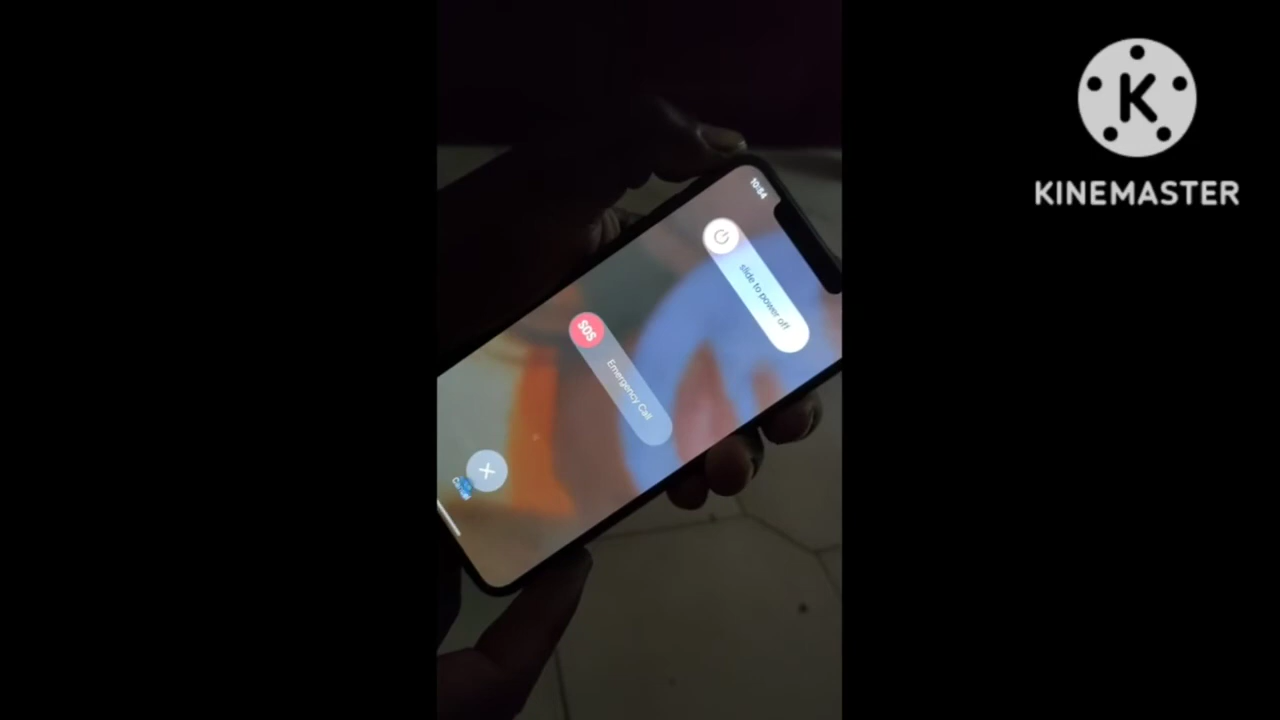 KINEMASTER
10:54
slide to power off
SOS
Emergency Call